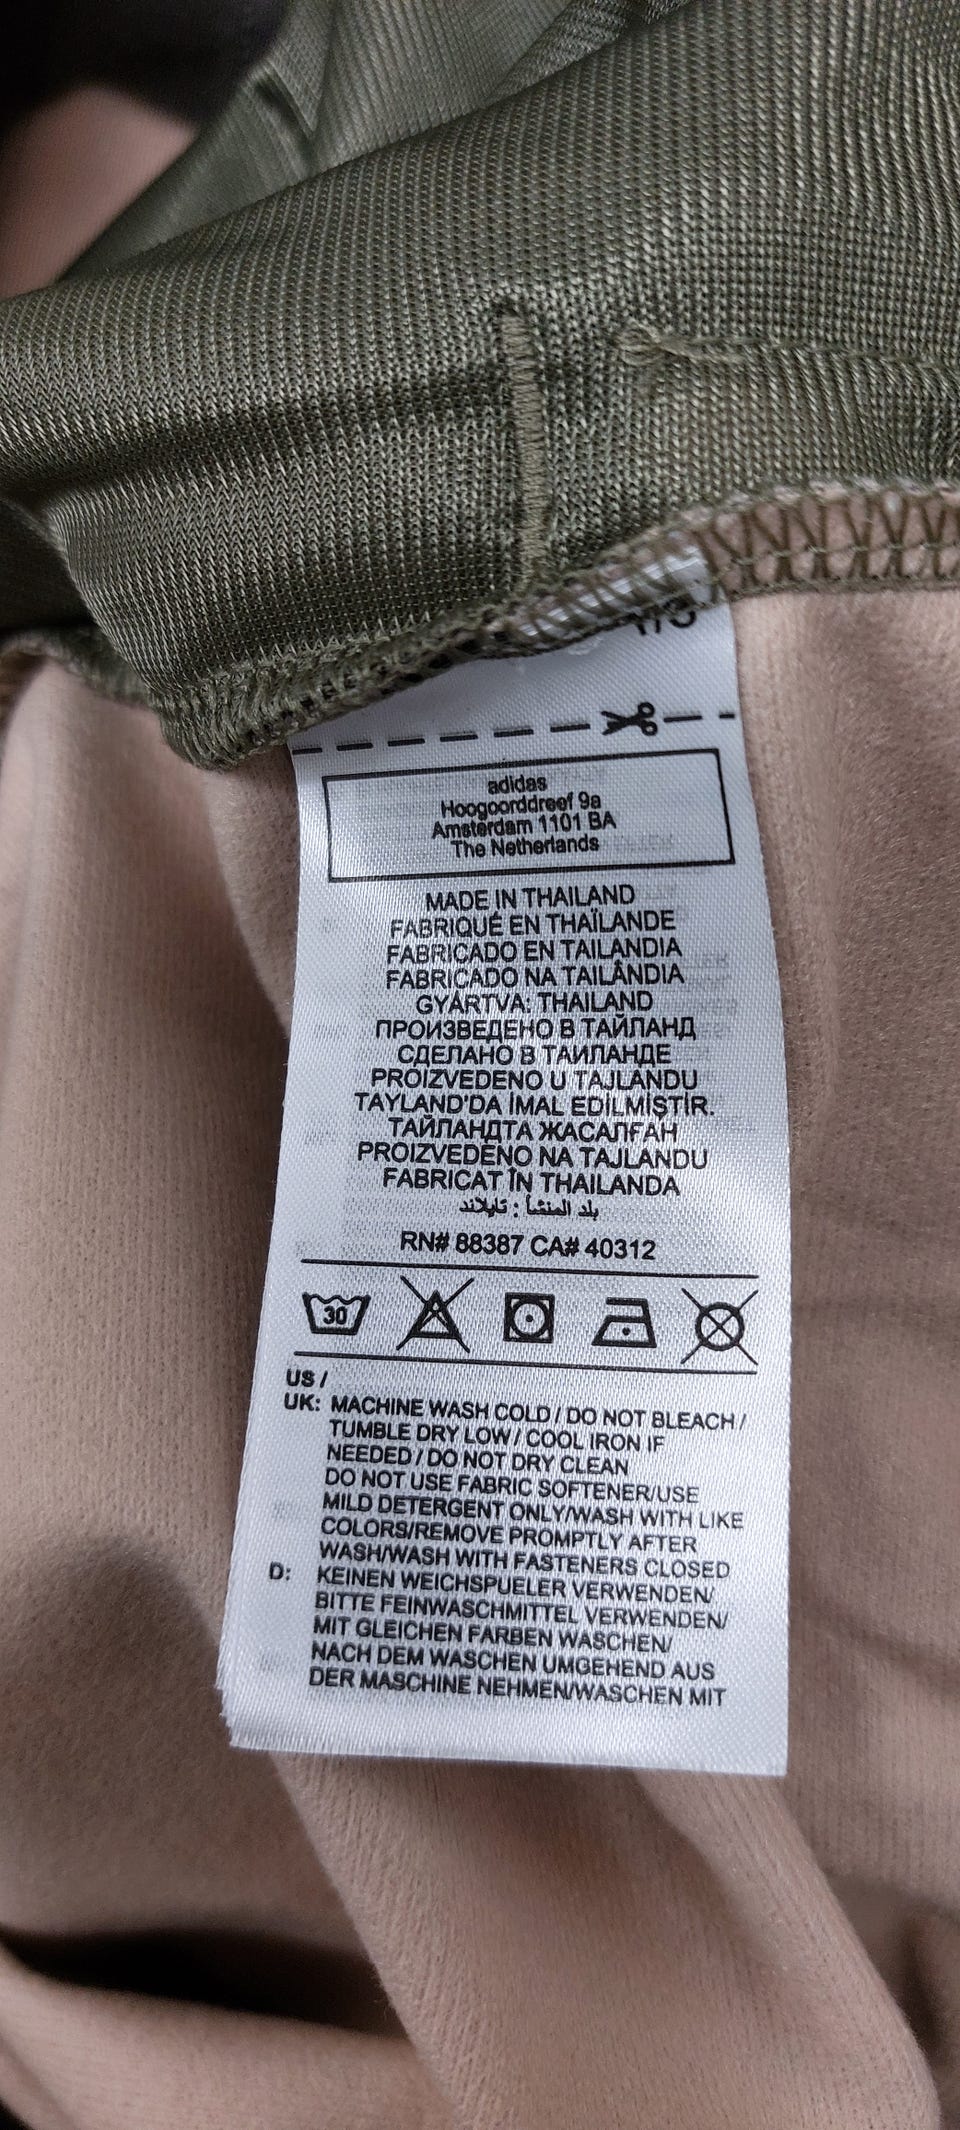 adidas
Hoogoorddreef 9a
Amsterdam 1101 BA
The Netherlands
MADE IN THAILAND
FABRIQUÉ EN THAÏLANDE
FABRICADO EN TAILANDIA
FABRICADO NA TAILÂNDIA
GYÁRTVA: THAILAND
ПРОИЗВЕДЕНО В ТАЙЛАНД
СДЕЛАНО В ТАИЛАНДЕ
PROIZVEDENO U TAJLANDU
TAYLAND'DA İMAL EDİLMİŞTİR.
ТАЙЛАНДТА ЖАСАЛҒАН
PROIZVEDENO NA TAJLANDU
FABRICAT ÎN THAILANDA
بلد المنشأ : تايلاند
RN# 88387 CA# 40312
30
US /
UK: MACHINE WASH COLD / DO NOT BLEACH /
TUMBLE DRY LOW / COOL IRON IF
NEEDED / DO NOT DRY CLEAN
DO NOT USE FABRIC SOFTENER/USE
MILD DETERGENT ONLY/WASH WITH LIKE
COLORS/REMOVE PROMPTLY AFTER
WASH/WASH WITH FASTENERS CLOSED
D: KEINEN WEICHSPUELER VERWENDEN/
BITTE FEINWASCHMITTEL VERWENDEN/
MIT GLEICHEN FARBEN WASCHEN/
NACH DEM WASCHEN UMGEHEND AUS
DER MASCHINE NEHMEN/WASCHEN MIT